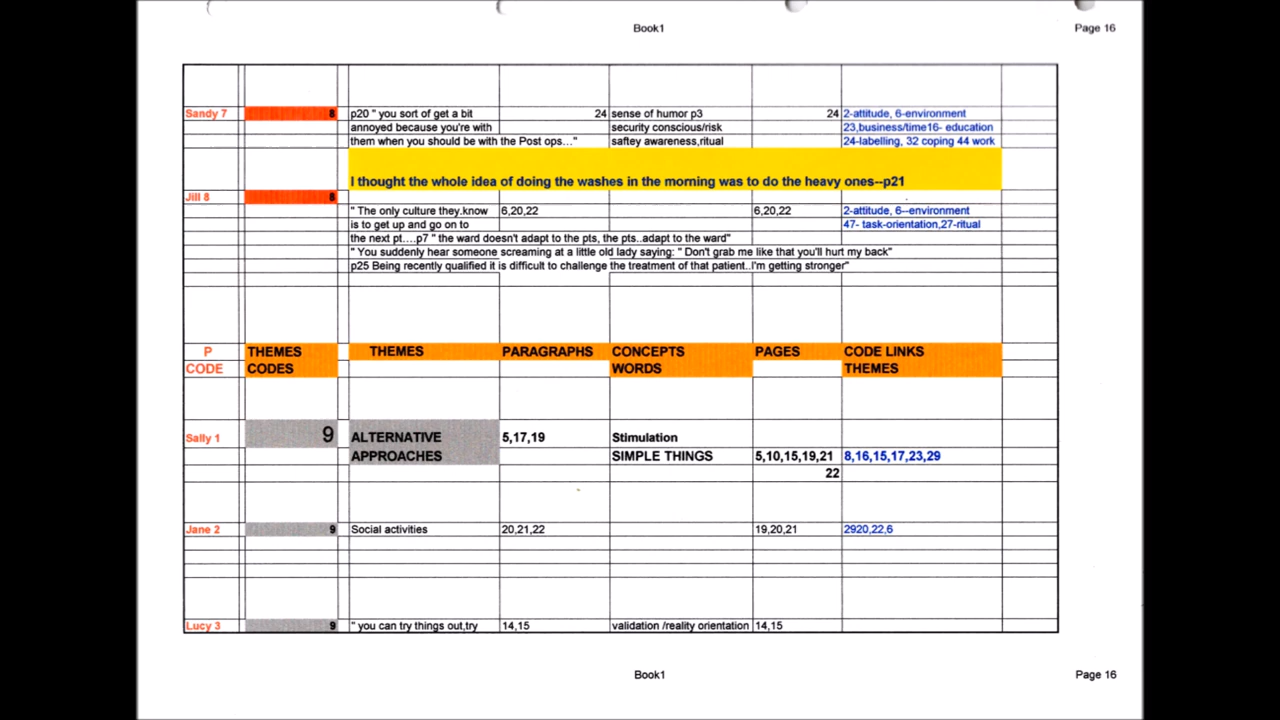 Book1 Page 16
Sandy 7 8 p20 " you sort of get a bit 24 sense of humor p3 24 2-attitude, 6-environment
annoyed because you're with security conscious/risk 23,business/time16- education
them when you should be with the Post ops…" saftey awareness,ritual 24-labelling, 32 coping 44 work
I thought the whole idea of doing the washes in the morning was to do the heavy ones--p21
Jill 8 8
" The only culture they.know 6,20,22 6,20,22 2-attitude, 6--environment
is to get up and go on to 47- task-orientation,27-ritual
the next pt....p7 " the ward doesn't adapt to the pts, the pts..adapt to the ward"
" You suddenly hear someone screaming at a little old lady saying: " Don't grab me like that you'll hurt my back"
p25 Being recently qualified it is difficult to challenge the treatment of that patient..I'm getting stronger"
P THEMES THEMES PARAGRAPHS CONCEPTS PAGES CODE LINKS
CODE CODES WORDS THEMES
Sally 1 9 ALTERNATIVE 5,17,19 Stimulation
APPROACHES SIMPLE THINGS 5,10,15,19,21 8,16,15,17,23,29
22
Jane 2 9 Social activities 20,21,22 19,20,21 2920,22,6
Lucy 3 9 " you can try things out,try 14,15 validation /reality orientation 14,15
Book1 Page 16